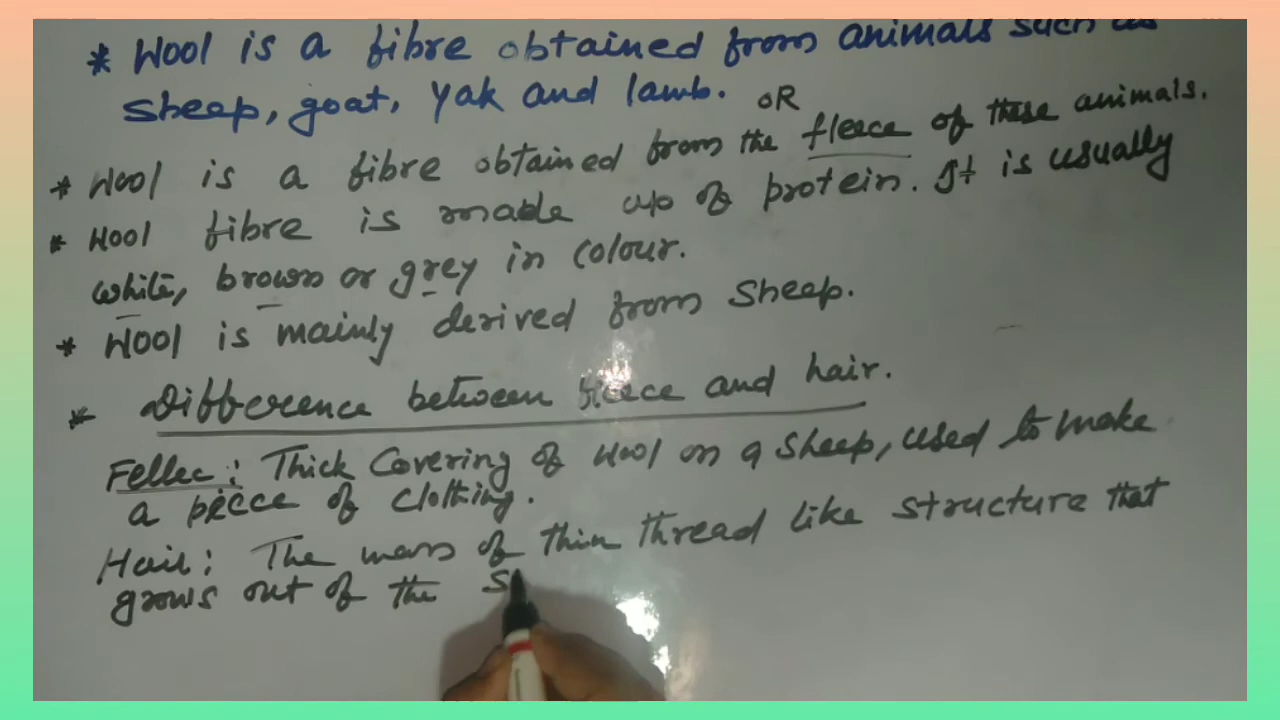 * Wool is a fibre obtained from animals such as
sheep, goat, yak and lamb. OR
* Wool is a fibre obtained from the fleece of these animals.
* Wool fibre is made up of protein. It is usually
white, brown or grey in colour.
* Wool is mainly derived from sheep.
* Difference between fleece and hair.
Fellec: Thick Covering of Wool on a sheep, used to make
a piece of clothing.
Hair: The mass of thin thread like structure that
grows out of the s